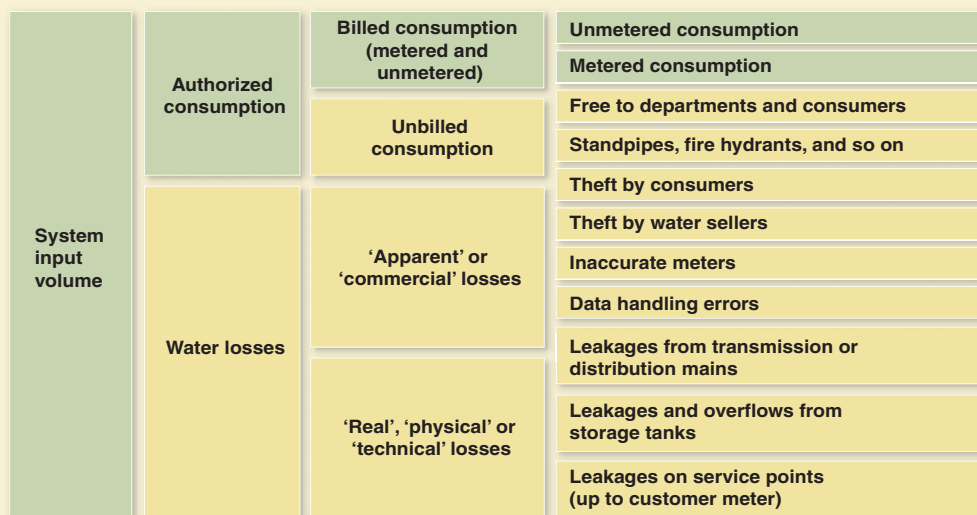 System
input
volume
Authorized
consumption
Water losses
Billed consumption
(metered and
unmetered)
Unbilled
consumption
‘Apparent’ or
‘commercial’ losses
‘Real’, ‘physical’ or
‘technical’ losses
Unmetered consumption
Metered consumption
Free to departments and consumers
Standpipes, fire hydrants, and so on
Theft by consumers
Theft by water sellers
Inaccurate meters
Data handling errors
Leakages from transmission or
distribution mains
Leakages and overflows from
storage tanks
Leakages on service points
(up to customer meter)